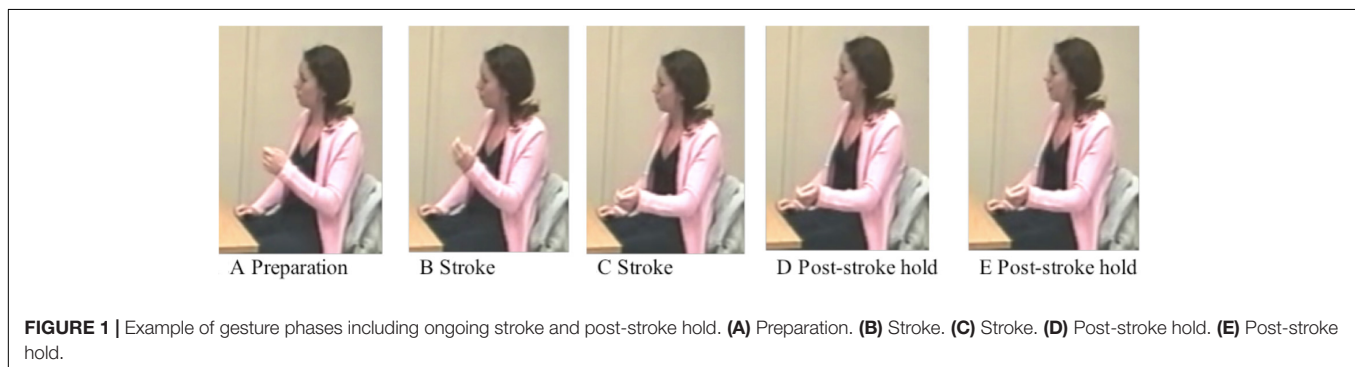 A Preparation
B Stroke
C Stroke
D Post-stroke hold
E Post-stroke hold
FIGURE 1 | Example of gesture phases including ongoing stroke and post-stroke hold. (A) Preparation. (B) Stroke. (C) Stroke. (D) Post-stroke hold. (E) Post-stroke
hold.